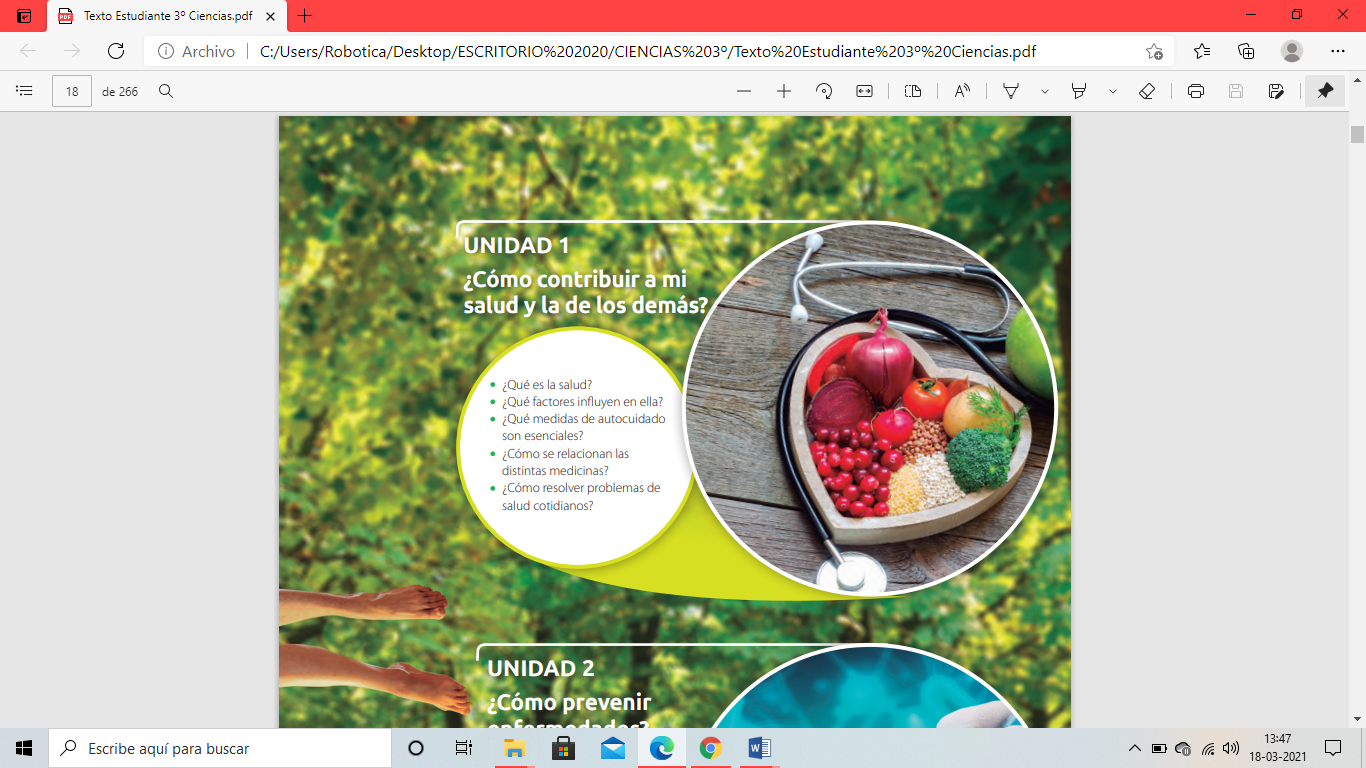 Texto Estudiante 3º Ciencias.pdf
Archivo
C:/Users/Robotica/Desktop/ESCRITORIO%202020/CIENCIAS%203º/Texto%20Estudiante%203º%20Ciencias.pdf
18
de 266
UNIDAD 1
¿Cómo contribuir a mi
salud y la de los demás?
• ¿Qué es la salud?
• ¿Qué factores influyen en ella?
• ¿Qué medidas de autocuidado
son esenciales?
• ¿Cómo se relacionan las
distintas medicinas?
• ¿Cómo resolver problemas de
salud cotidianos?
UNIDAD 2
¿Cómo prevenir
enfermedades?
Escribe aquí para buscar
13:47
18-03-2021